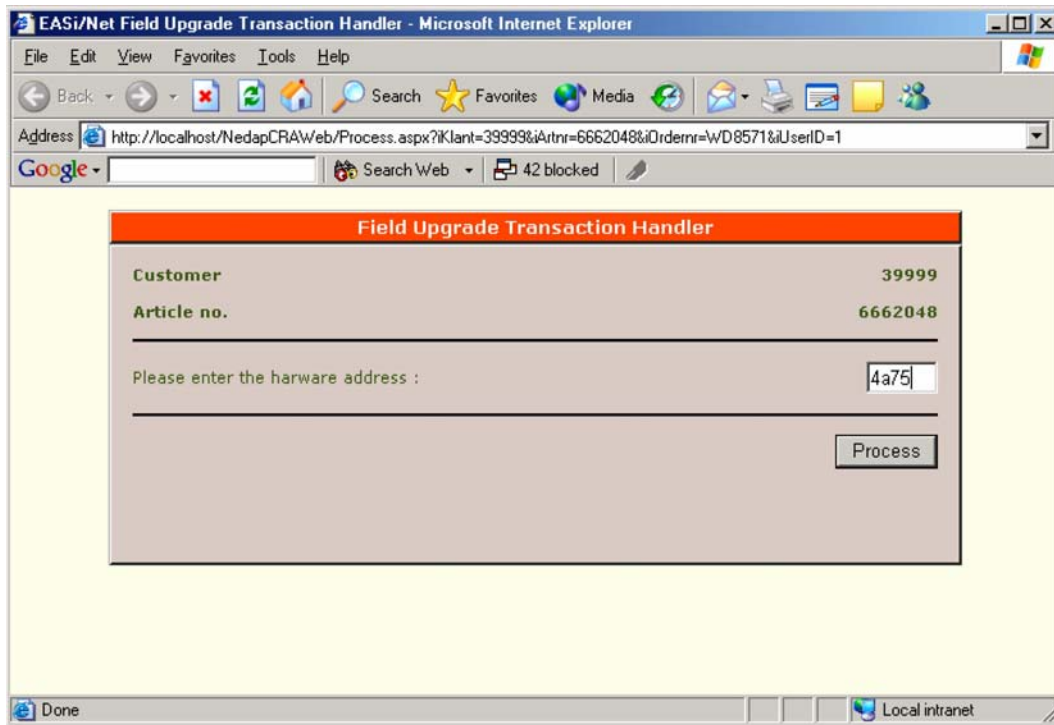 EASi/Net Field Upgrade Transaction Handler - Microsoft Internet Explorer
File Edit View Favorites Tools Help
Back Search Favorites Media
Address http://localhost/NedapCRAWeb/Process.aspx?iKlant=39999&iArtnr=6662048&iOrdernr=WD8571&iUserID=1
Google Search Web 42 blocked
Field Upgrade Transaction Handler
Customer 39999
Article no. 6662048
Please enter the harware address : 4a75
Process
Done Local intranet